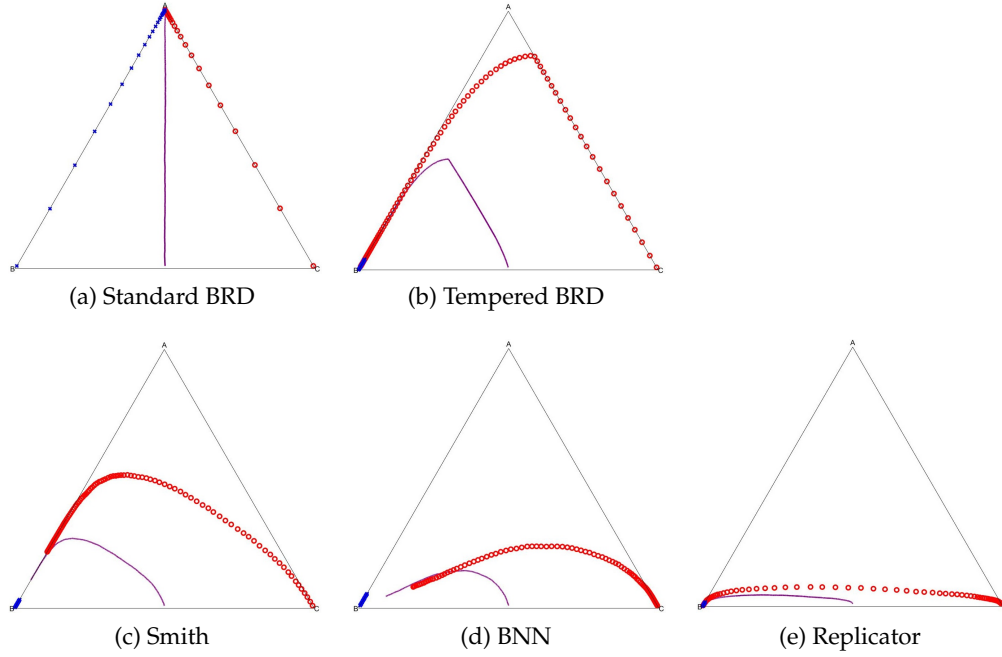 A
B C
(a) Standard BRD
A
B C
(b) Tempered BRD
A
B C
(c) Smith
A
B C
(d) BNN
A
B
(e) Replicator